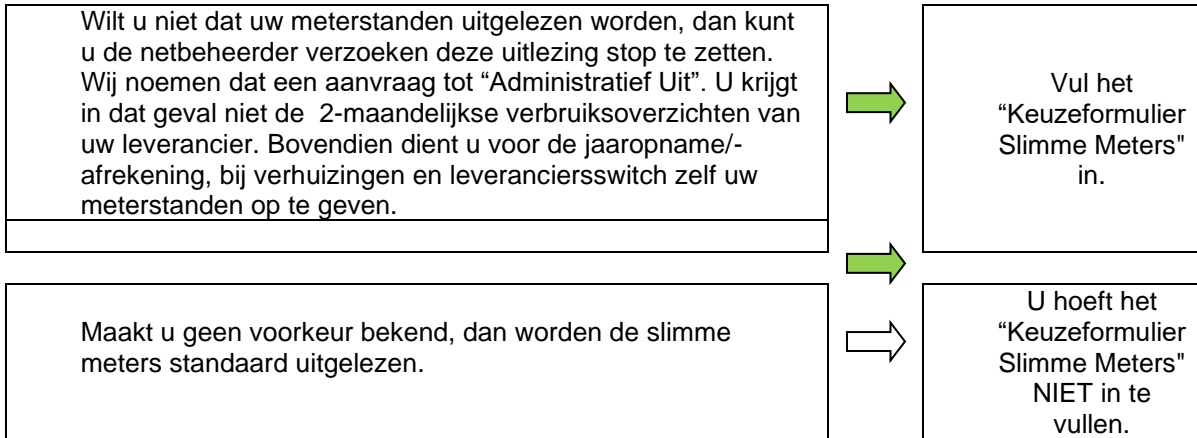 Wilt u niet dat uw meterstanden uitgelezen worden, dan kunt
u de netbeheerder verzoeken deze uitlezing stop te zetten.
Wij noemen dat een aanvraag tot “Administratief Uit”. U krijgt
in dat geval niet de  2-maandelijkse verbruiksoverzichten van
uw leverancier. Bovendien dient u voor de jaaropname/-
afrekening, bij verhuizingen en leveranciersswitch zelf uw
meterstanden op te geven.
Vul het
“Keuzeformulier
Slimme Meters"
in.
Maakt u geen voorkeur bekend, dan worden de slimme
meters standaard uitgelezen.
U hoeft het
“Keuzeformulier
Slimme Meters"
NIET in te
vullen.